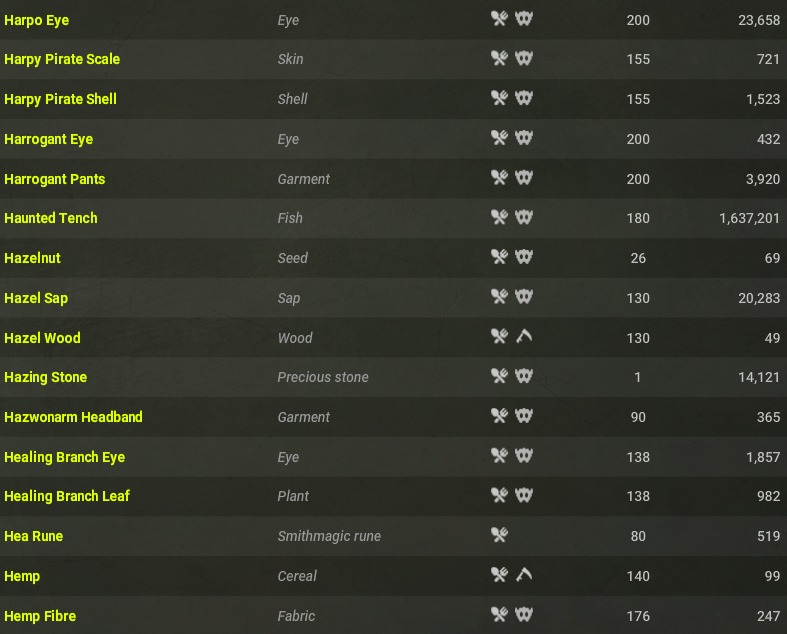 Harpo Eye Eye 200 23,658
Harpy Pirate Scale Skin 155 721
Harpy Pirate Shell Shell 155 1,523
Harrogant Eye Eye 200 432
Harrogant Pants Garment 200 3,920
Haunted Tench Fish 180 1,637,201
Hazelnut Seed 26 69
Hazel Sap Sap 130 20,283
Hazel Wood Wood 130 49
Hazing Stone Precious stone 1 14,121
Hazwonarm Headband Garment 90 365
Healing Branch Eye Eye 138 1,857
Healing Branch Leaf Plant 138 982
Hea Rune Smithmagic rune 80 519
Hemp Cereal 140 99
Hemp Fibre Fabric 176 247